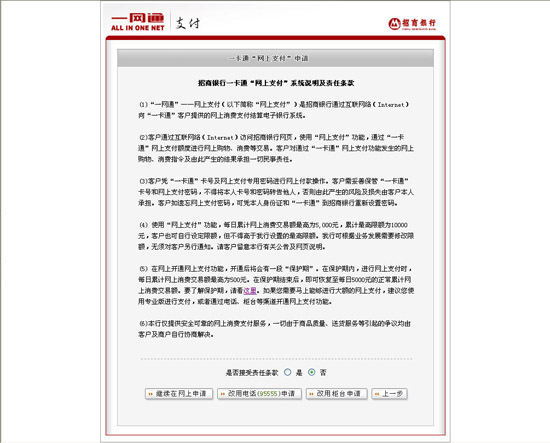 一网通 支付
ALL IN ONE NET
招商银行
CHINA MERCHANTS BANK
一卡通“网上支付”申请
招商银行一卡通“网上支付”系统说明及责任条款
(1)“一网通”——网上支付(以下简称“网上支付”)是招商银行通过互联网络(Internet)
向“一卡通”客户提供的网上消费支付结算电子银行系统。
(2)客户通过互联网络(Internet)访问招商银行网页，使用“网上支付”功能，通过“一卡
通”网上支付额度进行网上购物、消费等交易。客户对通过“一卡通”网上支付功能发生的网上
购物、消费指令及由此产生的结果承担一切民事责任。
(3)客户凭“一卡通”卡号及网上支付专用密码进行网上付款操作。客户需妥善保管“一卡通”
卡号和网上支付密码，不得将本人卡号和密码转告他人，否则由此产生的风险及损失由客户本人
承担。客户如遗忘网上支付密码，可凭本人身份证和“一卡通”到招商银行重新设置密码。
(4) 使用“网上支付”功能，每日累计网上消费交易额最高为5,000元，累计最高限额为10000
元，客户也可自行设定限额，但不得高于我行设置的最高限额。我行可根据业务发展需要修改限
额，无须对客户另行通知。请客户留意本行有关公告及网页说明。
(5) 在网上开通网上支付功能，开通后将会有一段“保护期”。在保护期内，进行网上支付时，
每日累计网上消费交易额最高为500元。在保护期结束后，即可恢复至每日5000元的正常累计网
上消费交易额。要了解保护期，请看这里。如果您需要马上能够进行大额的网上支付，建议您使
用专业版进行支付，或者通过电话、柜台等渠道开通网上支付功能。
(6)本行仅提供安全可靠的网上消费支付服务，一切由于商品质量、送货服务等引起的争议均由
客户及商户自行协商解决。
是否接受责任条款 是 否
继续在网上申请 改用电话(95555)申请 改用柜台申请 上一步